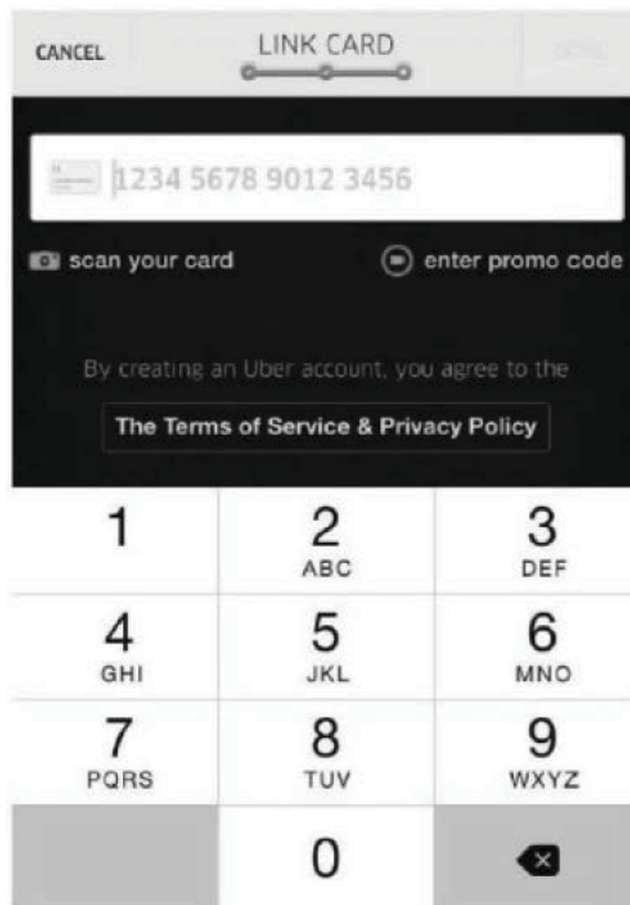 CANCEL
LINK CARD
1234 5678 9012 3456
scan your card
enter promo code
By creating an Uber account, you agree to the
The Terms of Service & Privacy Policy
1
2
ABC
3
DEF
4
GHI
5
JKL
6
MNO
7
PQRS
8
TUV
9
WXYZ
0